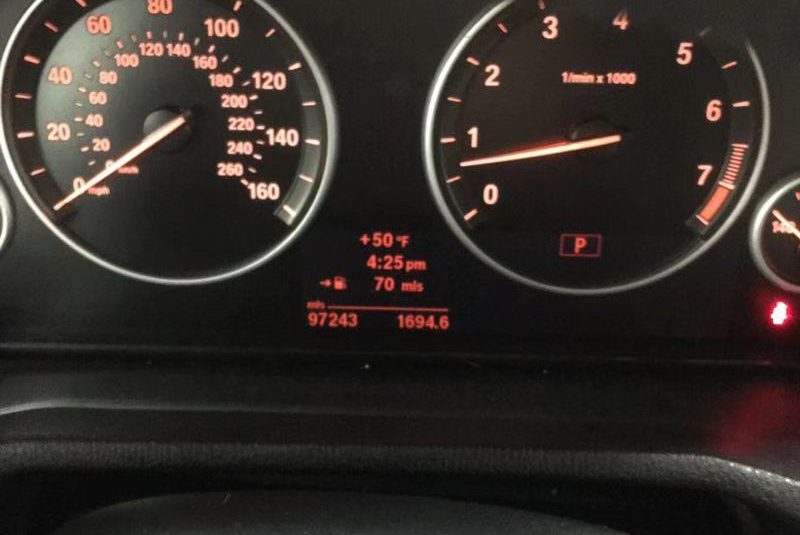 80
60 100
40 120
20 140
0 mph 160
120 140
100 160
80 180
60 200
40 220
20 240
0 km/h 260
3 4
2 5
1/min x 1000
1 6
0 7
P
+50 °F
4:25 pm
70 mls
mls
97243 1694.6